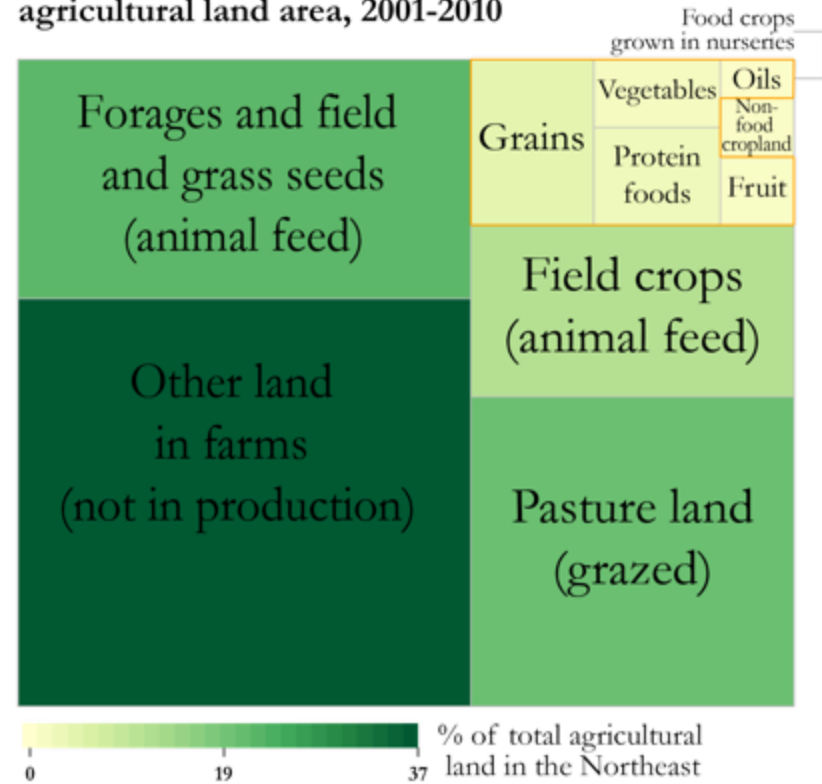 agricultural land area, 2001-2010
Food crops
grown in nurseries
Forages and field
and grass seeds
(animal feed)
Grains
Vegetables
Protein
foods
Oils
Non-
food
cropland
Fruit
Field crops
(animal feed)
Other land
in farms
(not in production)
Pasture land
(grazed)
0
19
37
% of total agricultural
land in the Northeast